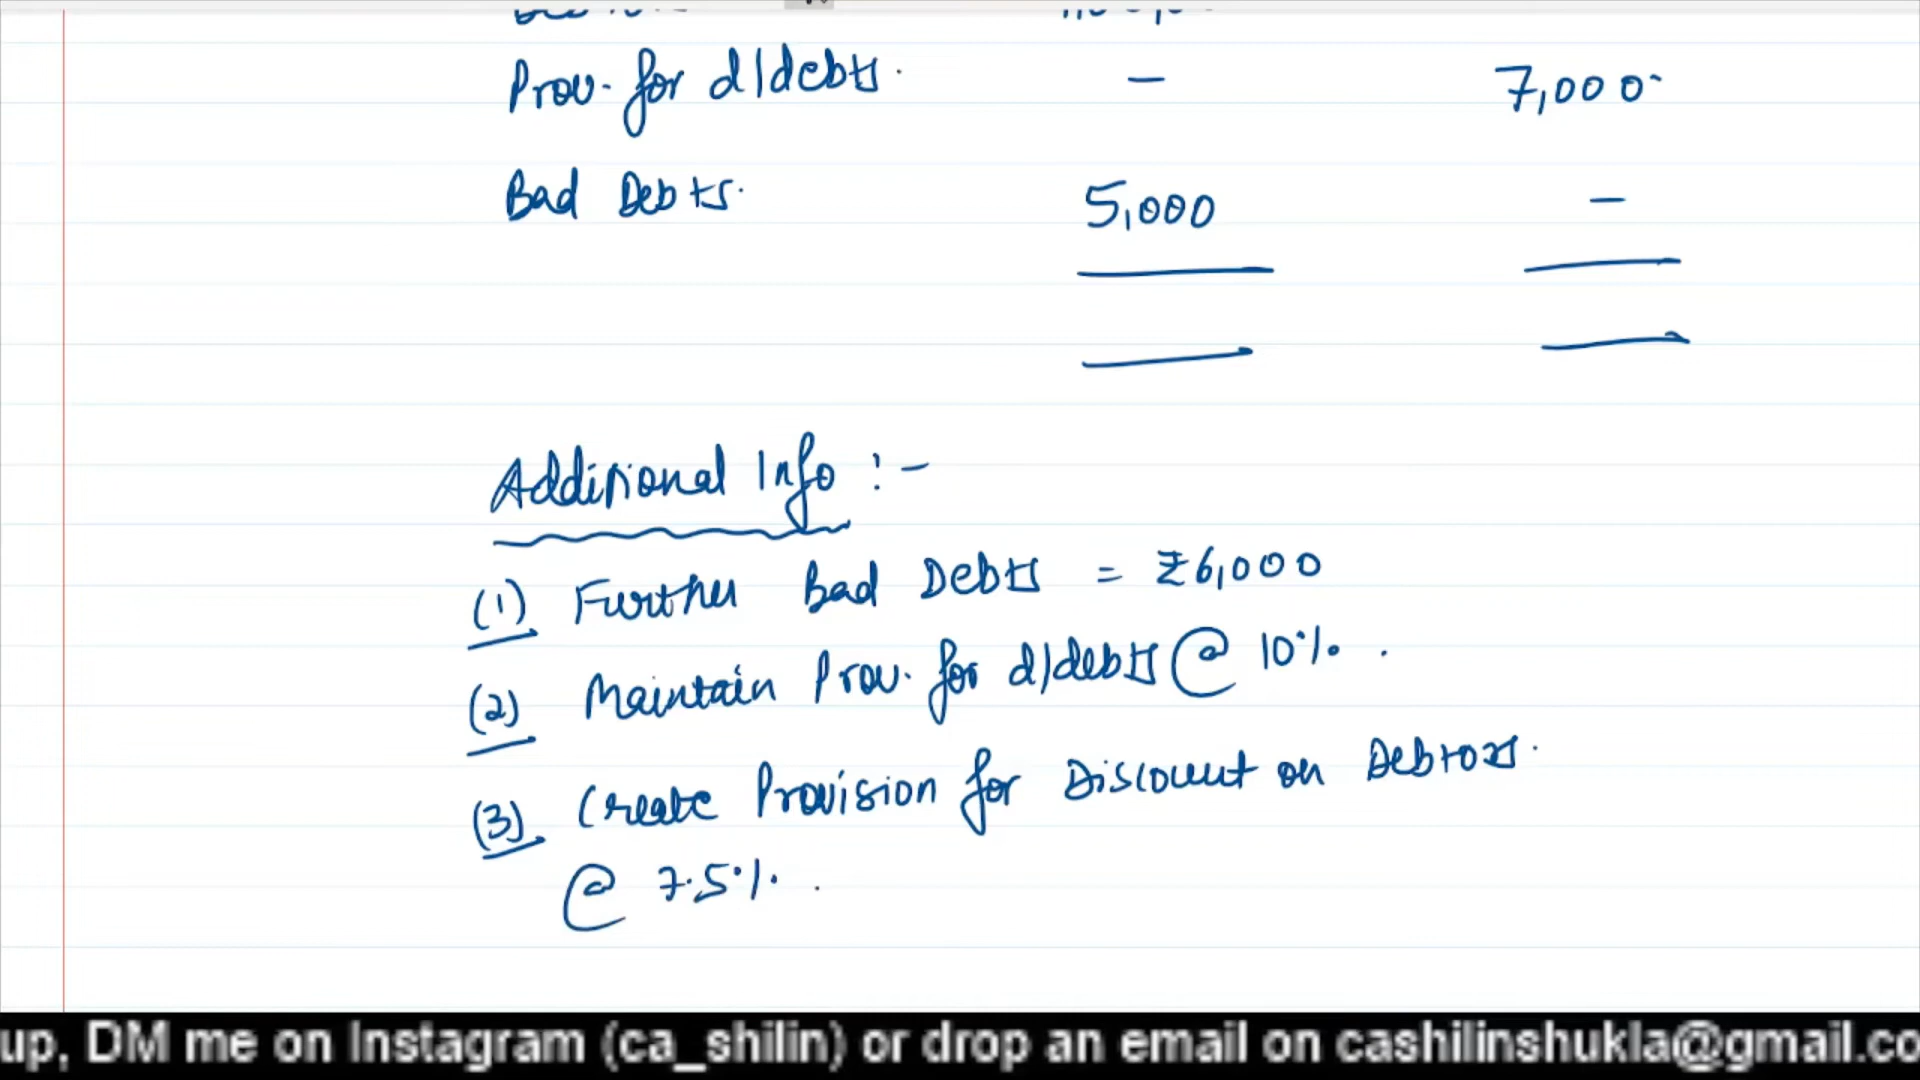 Prov. for d/debts. - 7,000
Bad Debts. 5,000 -
Additional Info :-
(1) Further Bad Debts = ₹6,000
(2) Maintain Prov. for d/debts @ 10% .
(3) Create Provision for Discount on Debtors.
@ 7.5% .
up, DM me on Instagram (ca_shilin) or drop an email on cashilinshukla@gmail.co